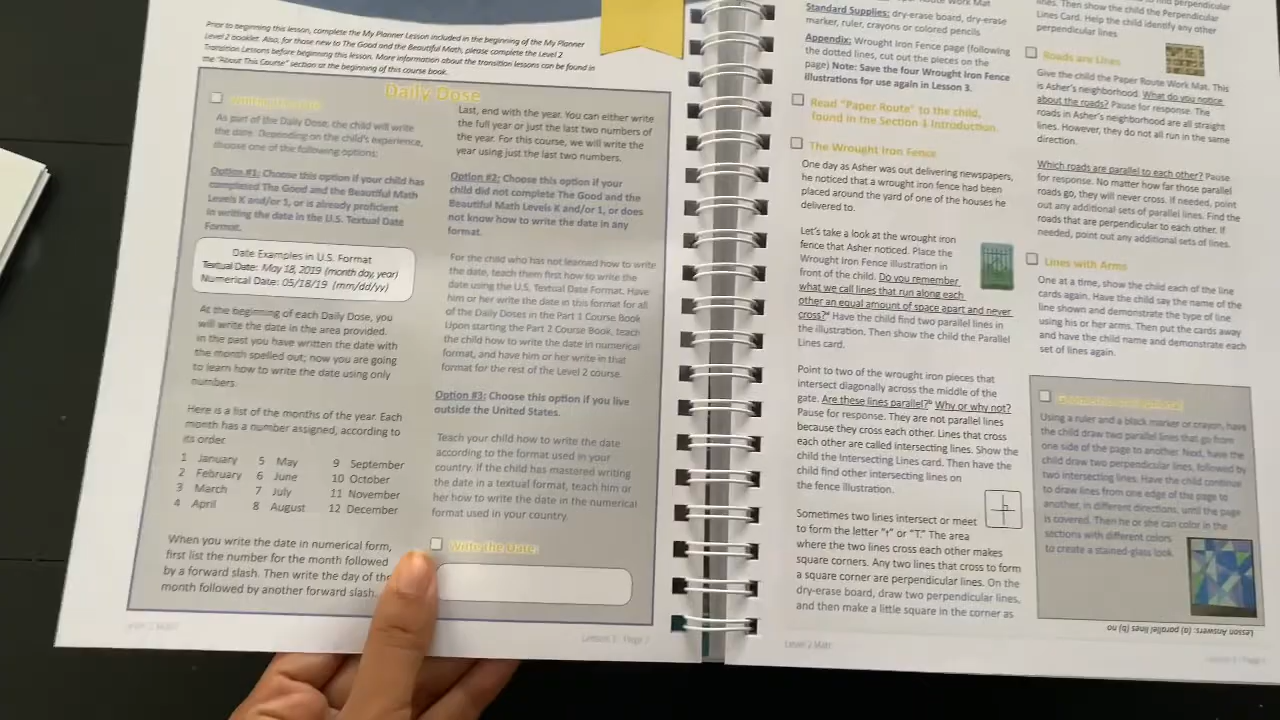 Prior to beginning this lesson, complete the My Planner Lesson included in the beginning of the My Planner
Level 2 booklet. Also, for those new to The Good and the Beautiful Math, please complete the Level 2
Transition Lessons before beginning this lesson. More information about the transition lessons can be found in
the "About This Course" section at the beginning of this course book.
Daily Dose
As part of the Daily Dose, the child will write
the date. Depending on the child's experience,
choose one of the following options:
Option #1: Choose this option if your child has
completed The Good and the Beautiful Math
Levels K and/or 1, or is already proficient
in writing the date in the U.S. Textual Date
Format.
Date Examples in U.S. Format
Textual Date: May 18, 2019 (month day, year)
Numerical Date: 05/18/19 (mm/dd/yy)
At the beginning of each Daily Dose, you
will write the date in the area provided.
In the past you have written the date with
the month spelled out; now you are going
to learn how to write the date using only
numbers.
Here is a list of the months of the year. Each
month has a number assigned, according to
its order.
1 January 5 May 9 September
2 February 6 June 10 October
3 March 7 July 11 November
4 April 8 August 12 December
When you write the date in numerical form,
first list the number for the month followed
by a forward slash. Then write the day of the
month followed by another forward slash.
Last, end with the year. You can either write
the full year or just the last two numbers of
the year. For this course, we will write the
year using just the last two numbers.
Option #2: Choose this option if your
child did not complete The Good and the
Beautiful Math Levels K and/or 1, or does
not know how to write the date in any
format.
For the child who has not learned how to write
the date, teach them first how to write the
date using the U.S. Textual Date Format. Have
him or her write the date in this format for all
of the Daily Doses in the Part 1 Course Book
Upon starting the Part 2 Course Book, teach
the child how to write the date in numerical
format, and have him or her write in that
format for the rest of the Level 2 course.
Option #3: Choose this option if you live
outside the United States.
Teach your child how to write the date
according to the format used in your
country. If the child has mastered writing
the date in a textual format, teach him or
her how to write the date in the numerical
format used in your country.
Write the Date:
Standard Supplies: dry-erase board, dry-erase
marker, ruler, crayons or colored pencils
Appendix: Wrought Iron Fence page (following
the dotted lines, cut out the pieces on the
page) Note: Save the four Wrought Iron Fence
illustrations for use again in Lesson 3.
Read "Paper Route" to the child,
found in the Section 1 Introduction.
The Wrought Iron Fence
One day as Asher was out delivering newspapers,
he noticed that a wrought iron fence had been
placed around the yard of one of the houses he
delivered to.
Let's take a look at the wrought iron
fence that Asher noticed. Place the
Wrought Iron Fence illustration in
front of the child. Do you remember
what we call lines that run along each
other an equal amount of space apart and never
cross?ᵃ Have the child find two parallel lines in
the illustration. Then show the child the Parallel
Lines card.
Point to two of the wrought iron pieces that
intersect diagonally across the middle of the
gate. Are these lines parallel?ᵇ Why or why not?
Pause for response. They are not parallel lines
because they cross each other. Lines that cross
each other are called intersecting lines. Show the
child the Intersecting Lines card. Then have the
child find other intersecting lines on
the fence illustration.
Sometimes two lines intersect or meet
to form the letter "t" or "T." The area
where the two lines cross each other makes
square corners. Any two lines that cross to form
a square corner are perpendicular lines. On the
dry-erase board, draw two perpendicular lines,
and then make a little square in the corner as
Level 2 Math
lines. Then show the child the Perpendicular
Lines Card. Help the child identify any other
perpendicular lines
Roads are Lines
Give the child the Paper Route Work Mat. This
is Asher's neighborhood. What do you notice
about the roads? Pause for response. The
roads in Asher's neighborhood are all straight
lines. However, they do not all run in the same
direction.
Which roads are parallel to each other? Pause
for response. No matter how far those parallel
roads go, they will never cross. If needed, point
out any additional sets of parallel lines. Find the
roads that are perpendicular to each other. If
needed, point out any additional sets of lines.
Lines with Arms
One at a time, show the child each of the line
cards again. Have the child say the name of the
line shown and demonstrate the type of line
using his or her arms. Then put the cards away
and have the child name and demonstrate each
set of lines again.
Using a ruler and a black marker or crayon, have
the child draw two parallel lines that go from
one side of the page to another. Next, have the
child draw two perpendicular lines, followed by
two intersecting lines. Have the child continue
to draw lines from one edge of the page to
another, in different directions, until the page
is covered. Then he or she can color in the
sections with different colors
to create a stained-glass look
Lesson Answers: (a) parallel lines (b) no